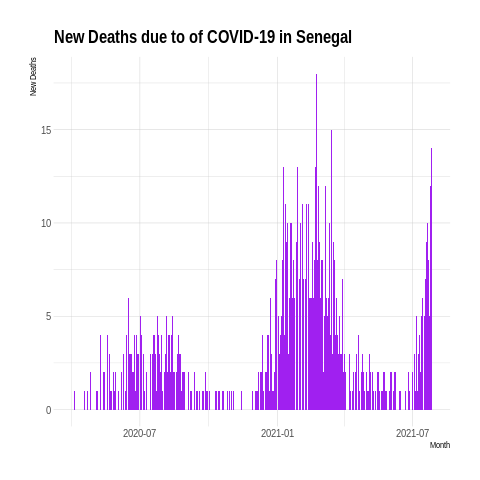 New Deaths due to of COVID-19 in Senegal
New Deaths
15
10
5
0
2020-07
2021-01
2021-07
Month